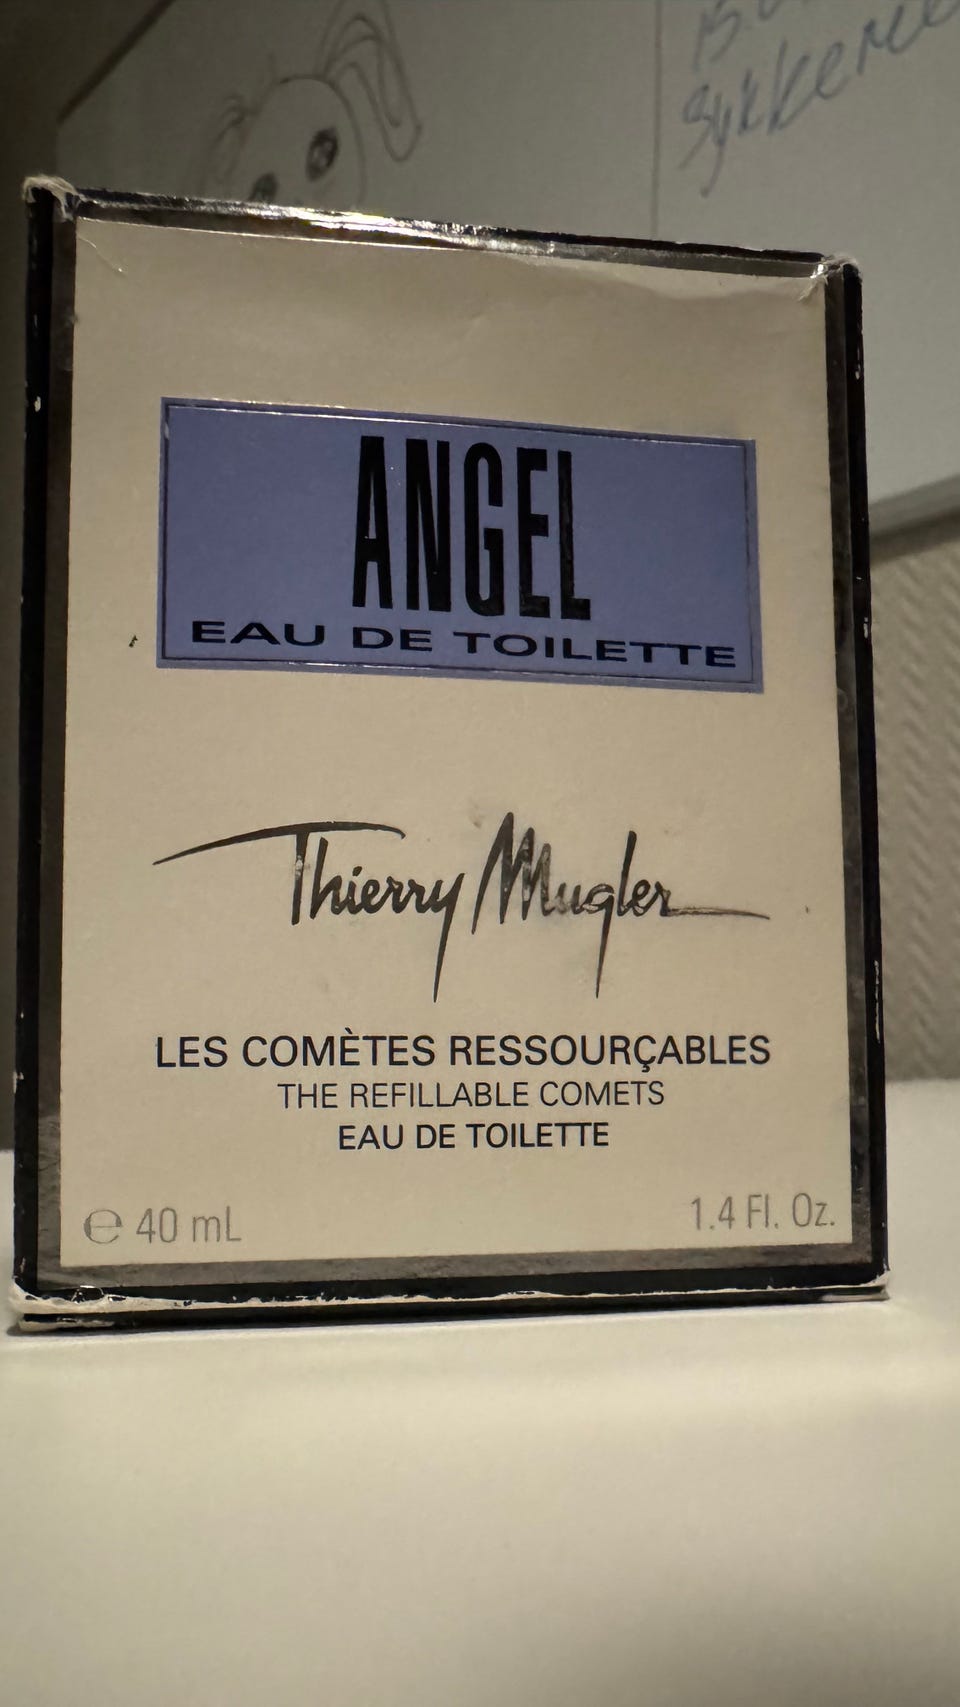 ANGEL
EAU DE TOILETTE
Thierry Mugler
LES COMÈTES RESSOURÇABLES
THE REFILLABLE COMETS
EAU DE TOILETTE
℮ 40 mL
1.4 Fl. Oz.